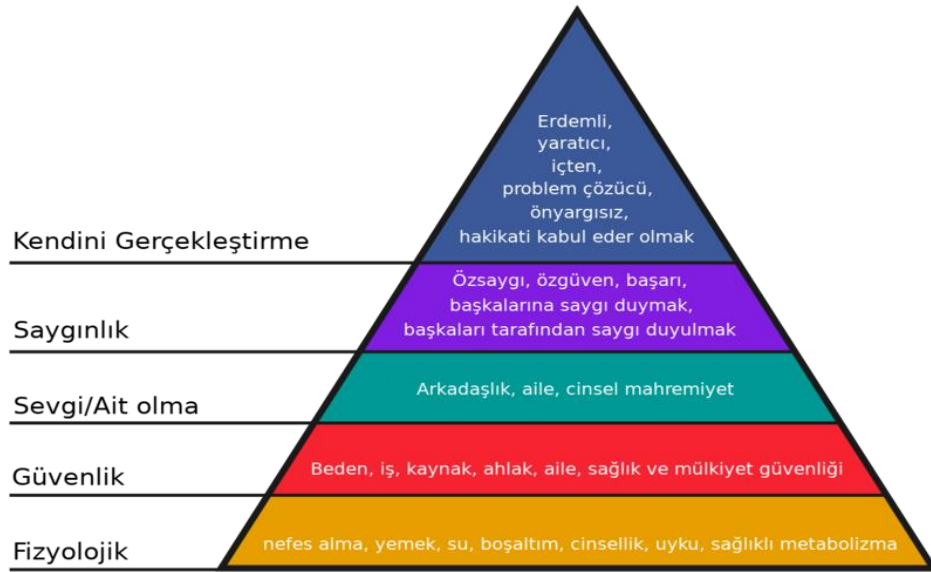 Erdemli,
yaratıcı,
içten,
problem çözücü,
önyargısız,
hakikati kabul eder olmak
Kendini Gerçekleştirme
Özsaygı, özgüven, başarı,
başkalarına saygı duymak,
başkaları tarafından saygı duyulmak
Saygınlık
Arkadaşlık, aile, cinsel mahremiyet
Sevgi/Ait olma
Beden, iş, kaynak, ahlak, aile, sağlık ve mülkiyet güvenliği
Güvenlik
nefes alma, yemek, su, boşaltım, cinsellik, uyku, sağlıklı metabolizma
Fizyolojik